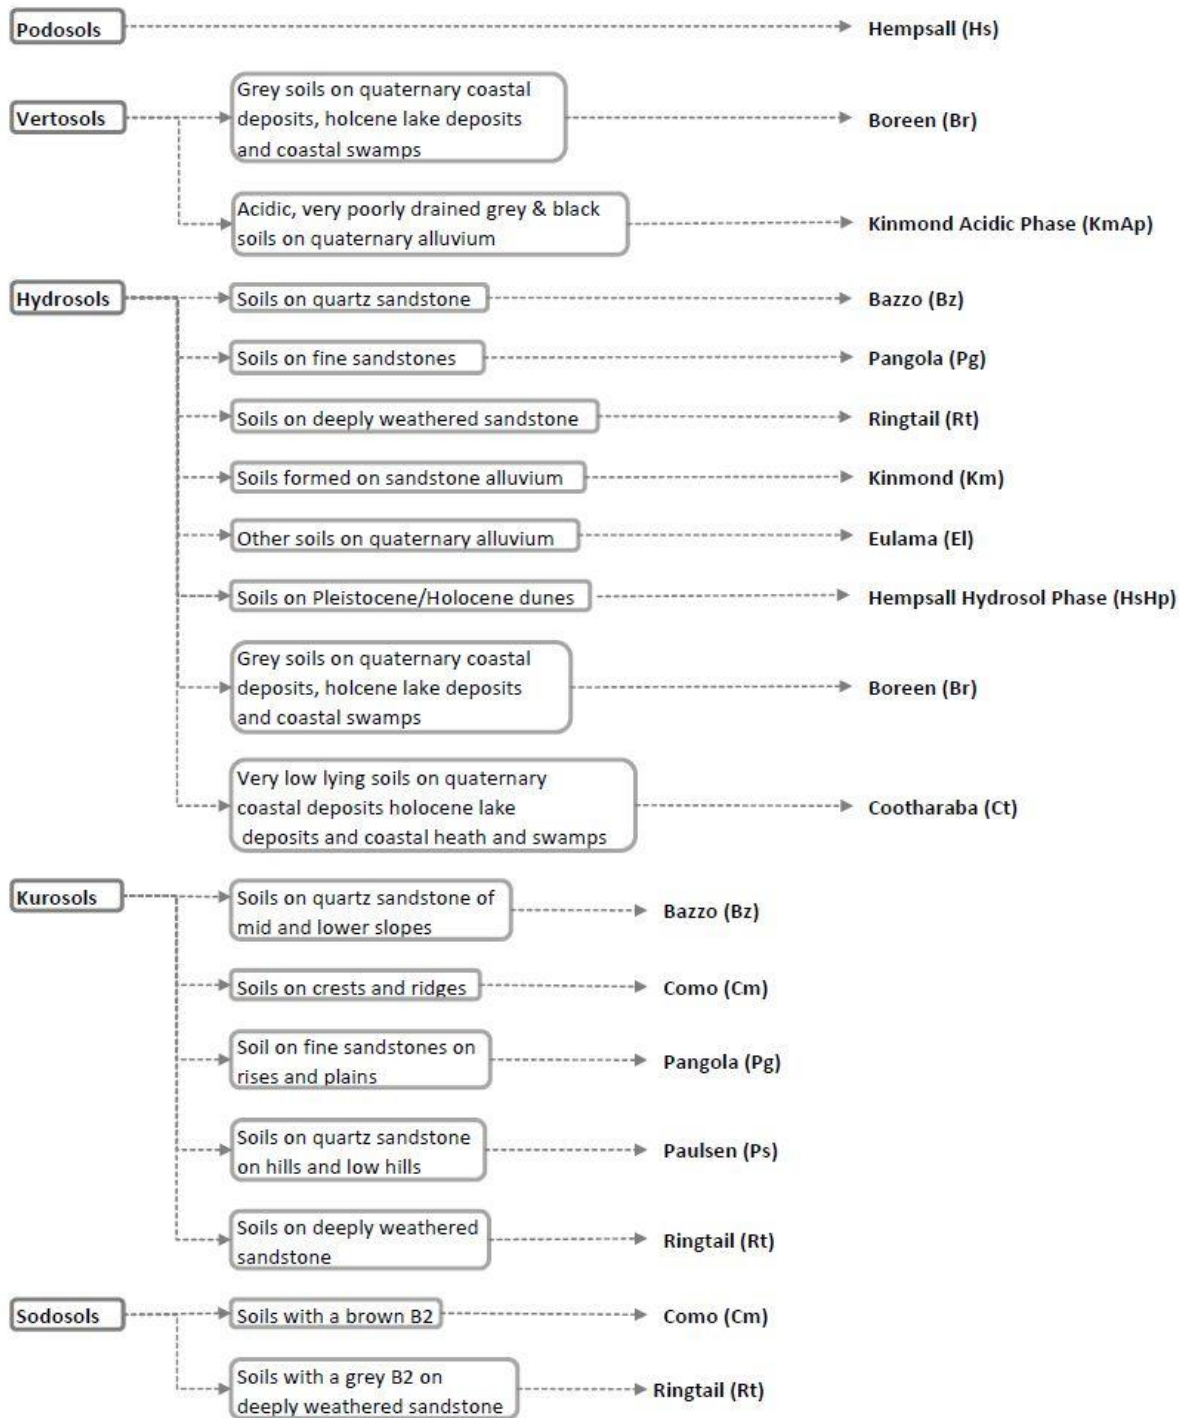 Podosols
Hempsall (Hs)
Vertosols
Grey soils on quaternary coastal
deposits, holcene lake deposits
and coastal swamps
Boreen (Br)
Acidic, very poorly drained grey & black
soils on quaternary alluvium
Kinmond Acidic Phase (KmAp)
Hydrosols
Soils on quartz sandstone
Bazzo (Bz)
Soils on fine sandstones
Pangola (Pg)
Soils on deeply weathered sandstone
Ringtail (Rt)
Soils formed on sandstone alluvium
Kinmond (Km)
Other soils on quaternary alluvium
Eulama (El)
Soils on Pleistocene/Holocene dunes
Hempsall Hydrosol Phase (HsHp)
Grey soils on quaternary coastal
deposits, holcene lake deposits
and coastal swamps
Boreen (Br)
Very low lying soils on quaternary
coastal deposits holocene lake
deposits and coastal heath and swamps
Cootharaba (Ct)
Kurosols
Soils on quartz sandstone of
mid and lower slopes
Bazzo (Bz)
Soils on crests and ridges
Como (Cm)
Soil on fine sandstones on
rises and plains
Pangola (Pg)
Soils on quartz sandstone
on hills and low hills
Paulsen (Ps)
Soils on deeply weathered
sandstone
Ringtail (Rt)
Sodosols
Soils with a brown B2
Como (Cm)
Soils with a grey B2 on
deeply weathered sandstone
Ringtail (Rt)